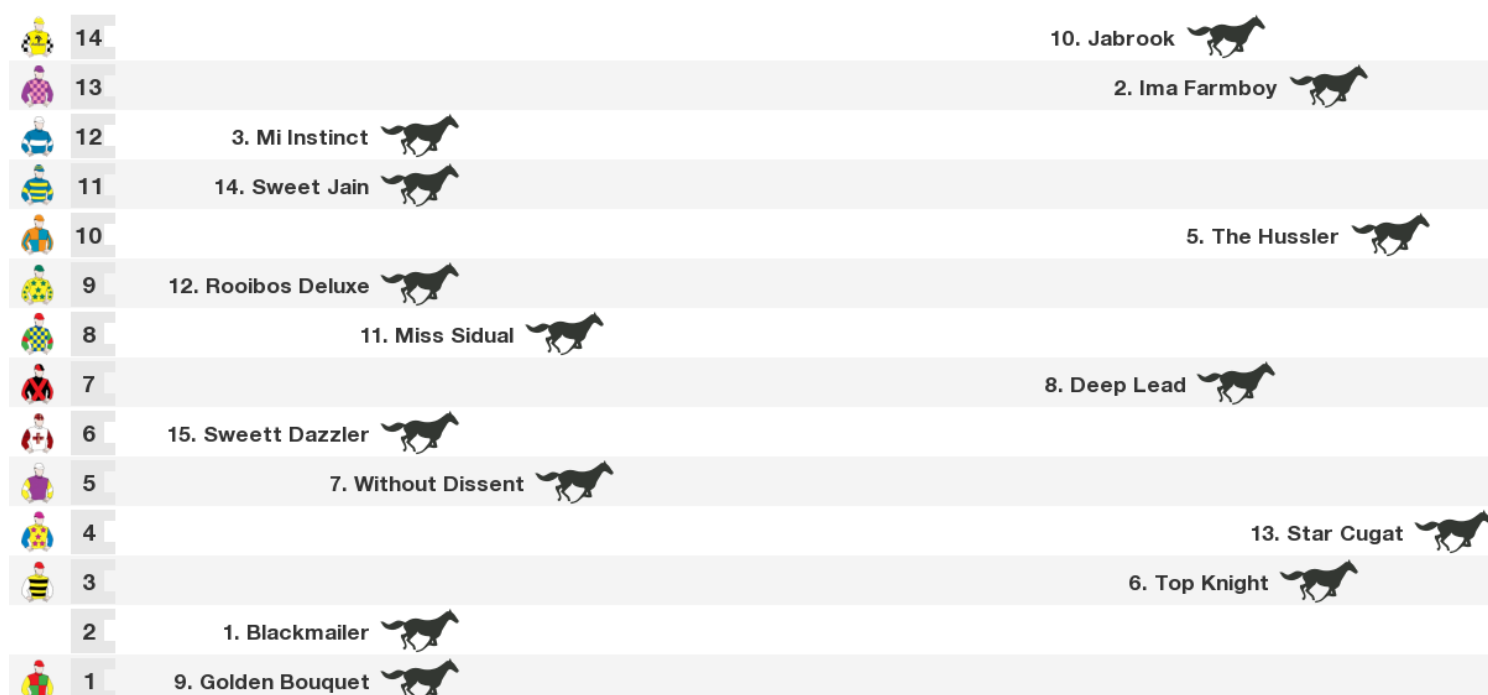 14 10. Jabrook
13 2. Ima Farmboy
12 3. Mi Instinct
11 14. Sweet Jain
10 5. The Hussler
9 12. Rooibos Deluxe
8 11. Miss Sidual
7 8. Deep Lead
6 15. Sweett Dazzler
5 7. Without Dissent
4 13. Star Cugat
3 6. Top Knight
2 1. Blackmailer
1 9. Golden Bouquet